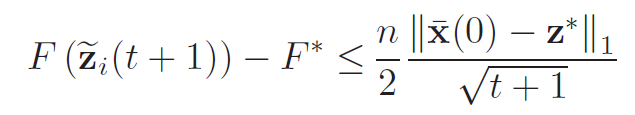 F (z̃ᵢ(t + 1)) − F* ≤ n/2 ‖x̄(0) − z*‖₁ / √(t + 1)